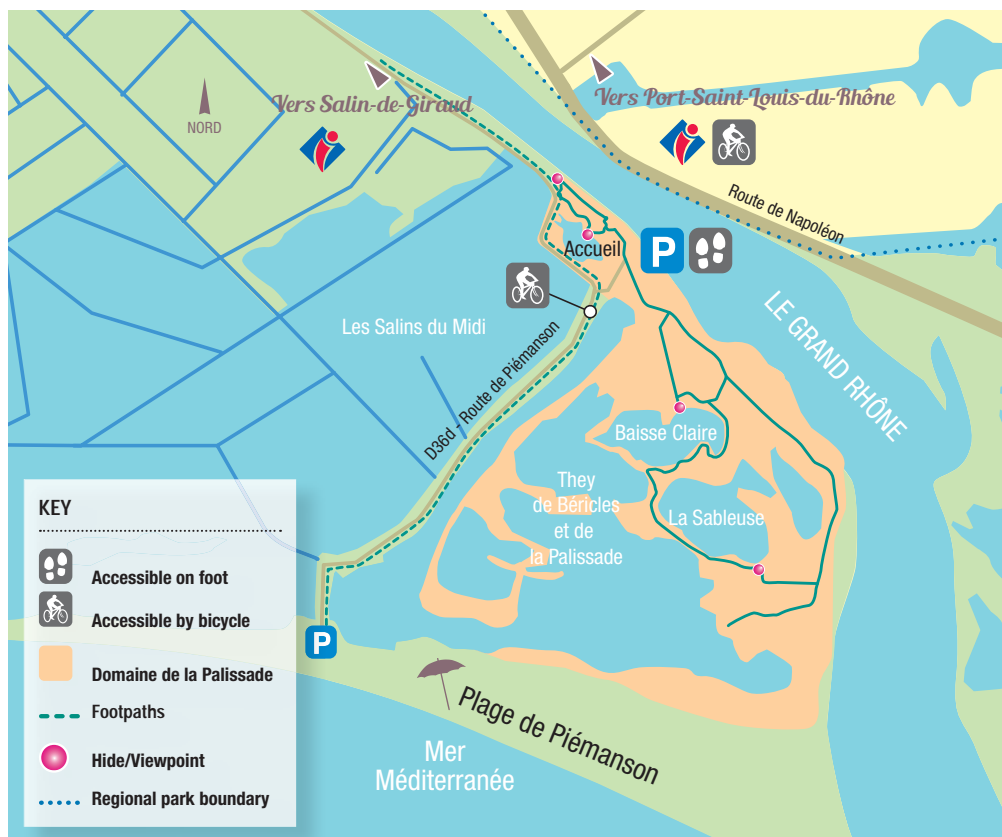 Vers Salin-de-Giraud
Vers Port-Saint-Louis-du-Rhône
NORD
Route de Napoléon
Accueil
P
LE GRAND RHÔNE
Les Salins du Midi
D36d - Route de Piémanson
Baisse Claire
They
de Béricles
et de
la Palissade
La Sableuse
KEY
Accessible on foot
Accessible by bicycle
Domaine de la Palissade
Footpaths
Hide/Viewpoint
Regional park boundary
P
Plage de Piémanson
Mer
Méditerranée